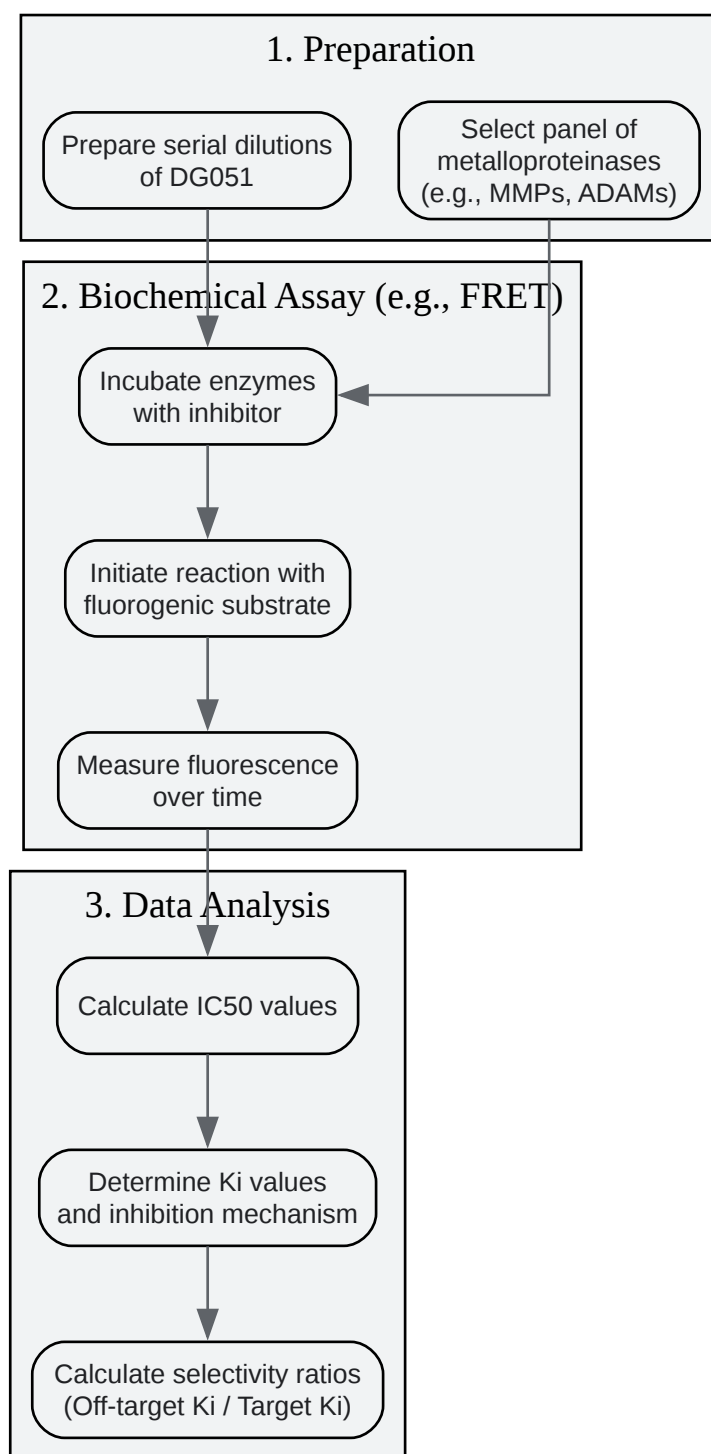 1. Preparation
Prepare serial dilutions
of DG051
Select panel of
metalloproteinases
(e.g., MMPs, ADAMs)
2. Biochemical Assay (e.g., FRET)
Incubate enzymes
with inhibitor
Initiate reaction with
fluorogenic substrate
Measure fluorescence
over time
3. Data Analysis
Calculate IC50 values
Determine Ki values
and inhibition mechanism
Calculate selectivity ratios
(Off-target Ki / Target Ki)